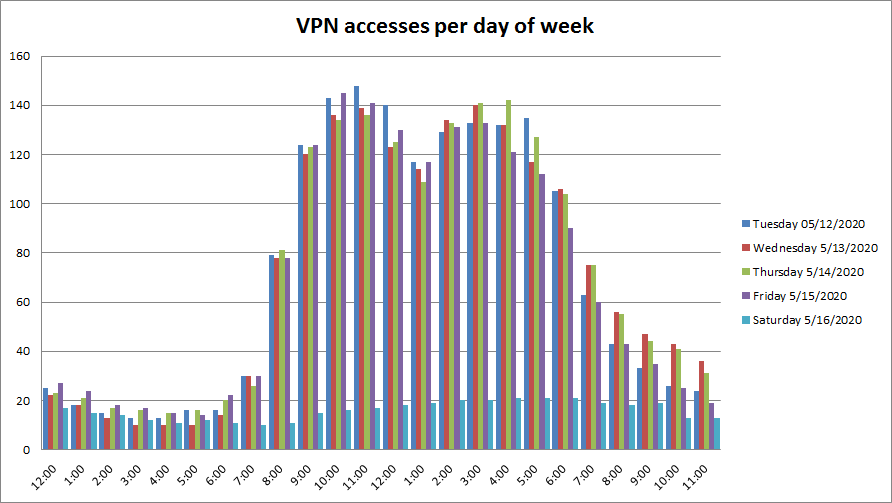 VPN accesses per day of week
160
140
120
100
80
60
40
20
0
12:00 1:00 2:00 3:00 4:00 5:00 6:00 7:00 8:00 9:00 10:00 11:00 12:00 1:00 2:00 3:00 4:00 5:00 6:00 7:00 8:00 9:00 10:00 11:00
Tuesday 05/12/2020
Wednesday 5/13/2020
Thursday 5/14/2020
Friday 5/15/2020
Saturday 5/16/2020